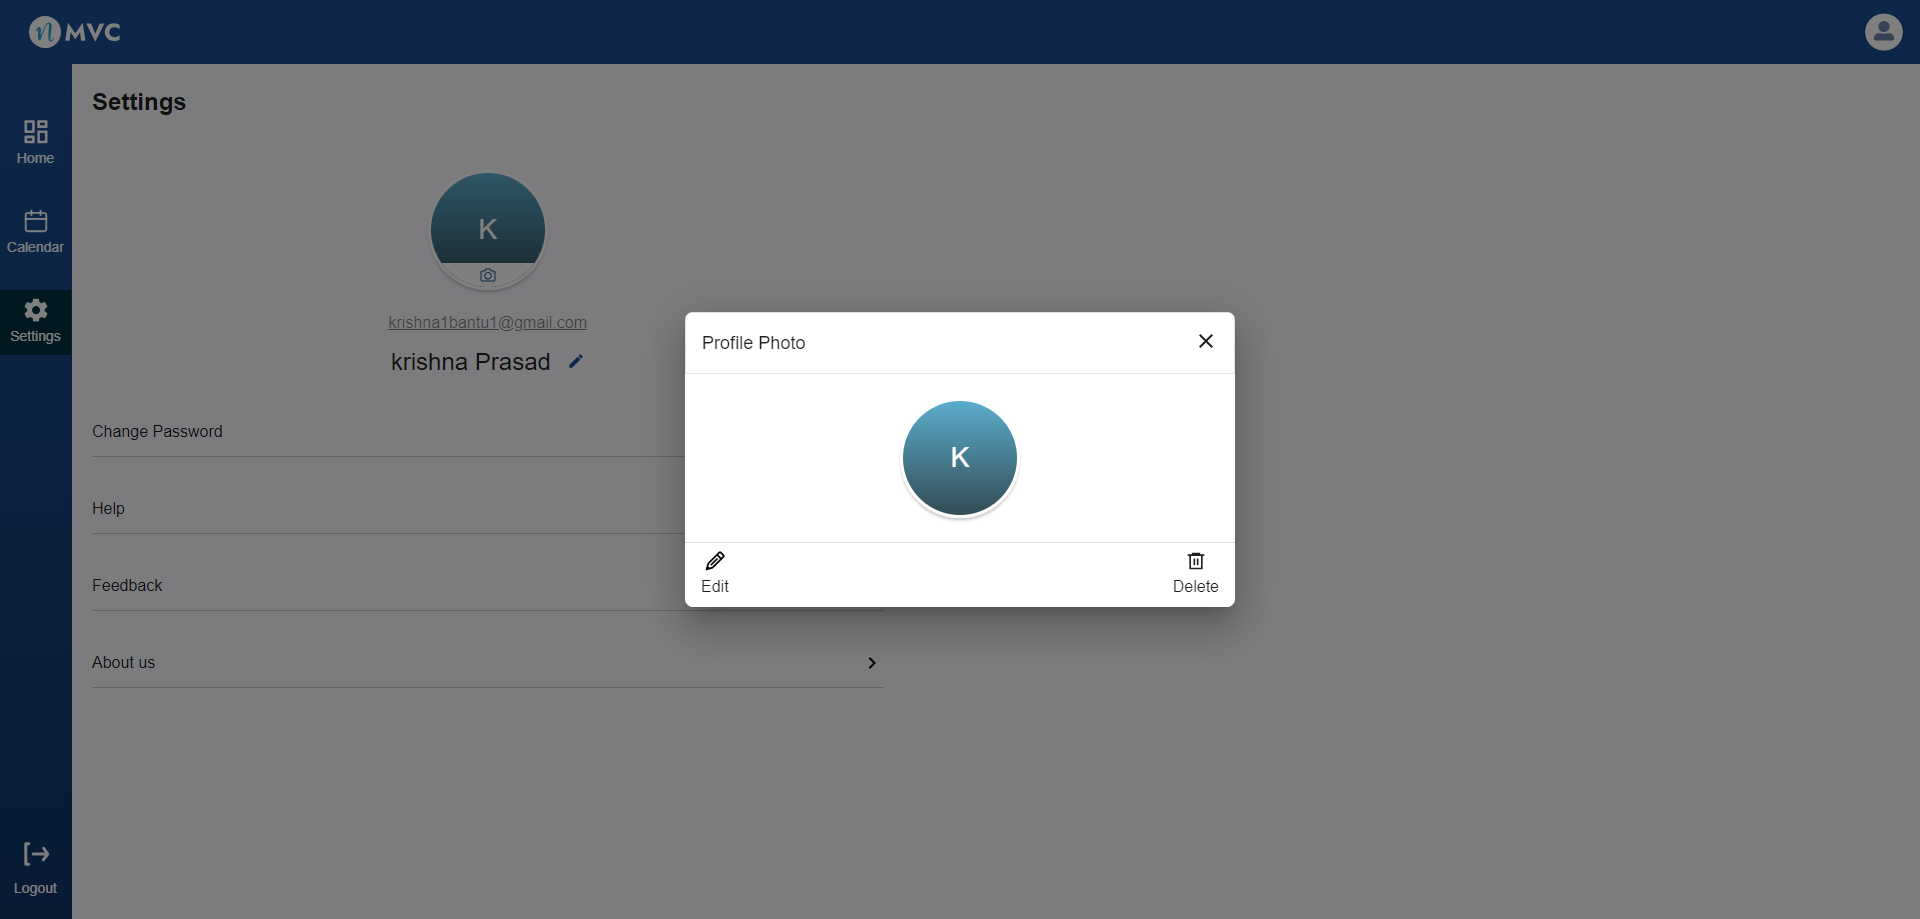 n MVC
Settings
Home
Calendar
Settings
Logout
K
krishna1bantu1@gmail.com
krishna Prasad
Change Password
Help
Feedback
About us
Profile Photo
K
Edit
Delete